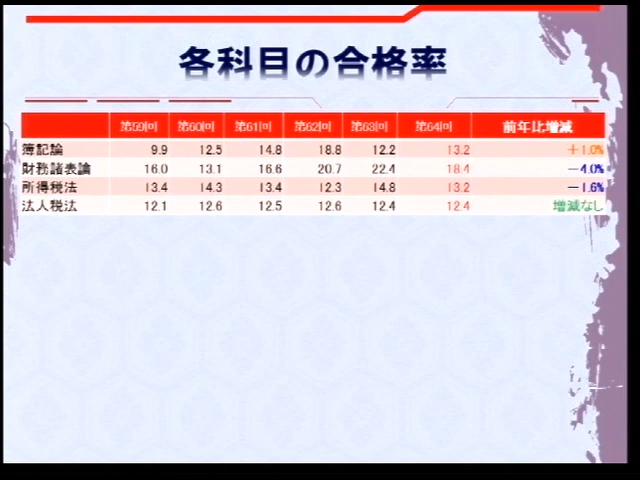 各科目の合格率
第59回 第60回 第61回 第62回 第63回 第64回 前年比増減
簿記論 9.9 12.5 14.8 18.8 12.2 13.2 +1.0%
財務諸表論 16.0 13.1 16.6 20.7 22.4 18.4 -4.0%
所得税法 13.4 14.3 13.4 12.3 14.8 13.2 -1.6%
法人税法 12.1 12.6 12.5 12.6 12.4 12.4 増減なし